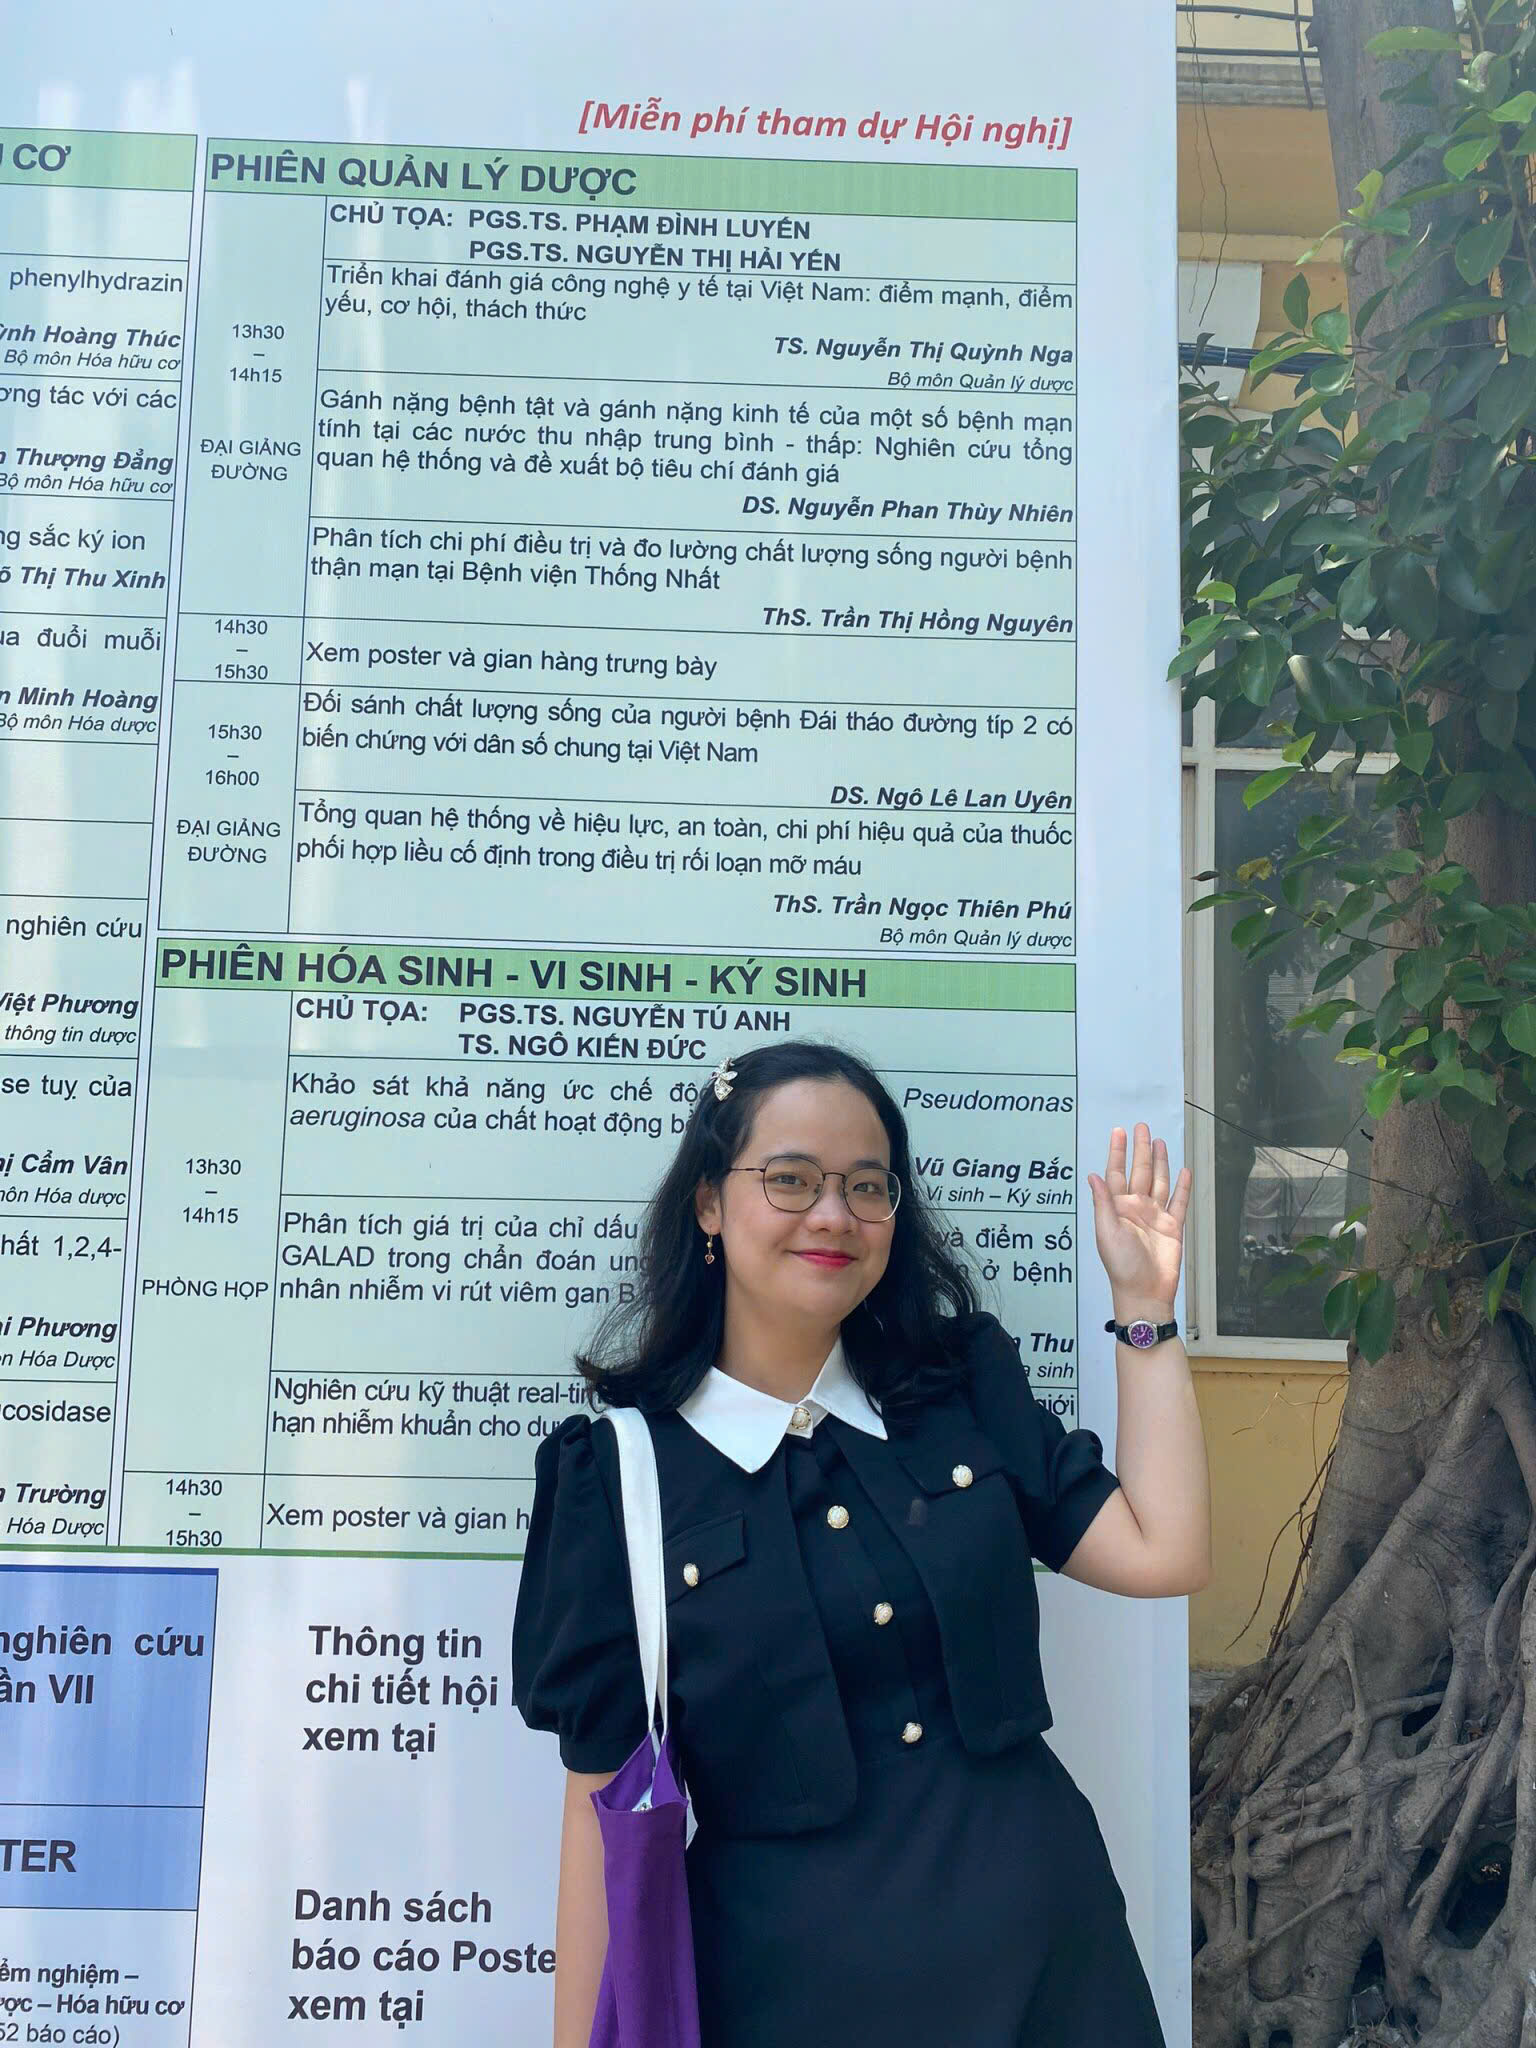 [Miễn phí tham dự Hội nghị]
CƠ
phenylhydrazin
Hoàng Thúc
Bộ môn Hóa hữu cơ
tác với các
Thượng Đẳng
Bộ môn Hóa hữu cơ
sắc ký ion
Thị Thu Xinh
đuổi muỗi
Minh Hoàng
Bộ môn Hóa dược
nghiên cứu
Việt Phương
thông tin dược
tuỵ của
Cẩm Vân
môn Hóa dược
1,2,4-
Phương
Hóa Dược
Trường
Hóa Dược
PHIÊN QUẢN LÝ DƯỢC
CHỦ TỌA: PGS.TS. PHẠM ĐÌNH LUYẾN
PGS.TS. NGUYỄN THỊ HẢI YẾN
13h30
–
14h15
ĐẠI GIẢNG
ĐƯỜNG
Triển khai đánh giá công nghệ y tế tại Việt Nam: điểm mạnh, điểm
yếu, cơ hội, thách thức
TS. Nguyễn Thị Quỳnh Nga
Bộ môn Quản lý dược
Gánh nặng bệnh tật và gánh nặng kinh tế của một số bệnh mạn
tính tại các nước thu nhập trung bình - thấp: Nghiên cứu tổng
quan hệ thống và đề xuất bộ tiêu chí đánh giá
DS. Nguyễn Phan Thùy Nhiên
Phân tích chi phí điều trị và đo lường chất lượng sống người bệnh
thận mạn tại Bệnh viện Thống Nhất
ThS. Trần Thị Hồng Nguyên
14h30
–
15h30
Xem poster và gian hàng trưng bày
15h30
–
16h00
ĐẠI GIẢNG
ĐƯỜNG
Đối sánh chất lượng sống của người bệnh Đái tháo đường típ 2 có
biến chứng với dân số chung tại Việt Nam
DS. Ngô Lê Lan Uyên
Tổng quan hệ thống về hiệu lực, an toàn, chi phí hiệu quả của thuốc
phối hợp liều cố định trong điều trị rối loạn mỡ máu
ThS. Trần Ngọc Thiên Phú
Bộ môn Quản lý dược
PHIÊN HÓA SINH - VI SINH - KÝ SINH
CHỦ TỌA: PGS.TS. NGUYỄN TÚ ANH
TS. NGÔ KIẾN ĐỨC
13h30
–
14h15
PHÒNG HỌP
Khảo sát khả năng ức chế Pseudomonas
aeruginosa của chất hoạt động
Vũ Giang Bắc
Vi sinh – Ký sinh
Phân tích giá trị của chỉ dấu và điểm số
GALAD trong chẩn đoán ở bệnh
nhân nhiễm vi rút viêm gan B
Thu
sinh
Nghiên cứu kỹ thuật giới
hạn nhiễm khuẩn cho
14h30
–
15h30
Xem poster và gian
nghiên cứu
VII
Thông tin
chi tiết hội
xem tại
Danh sách
báo cáo
xem tại
nghiệm –
– Hóa hữu cơ
báo cáo)